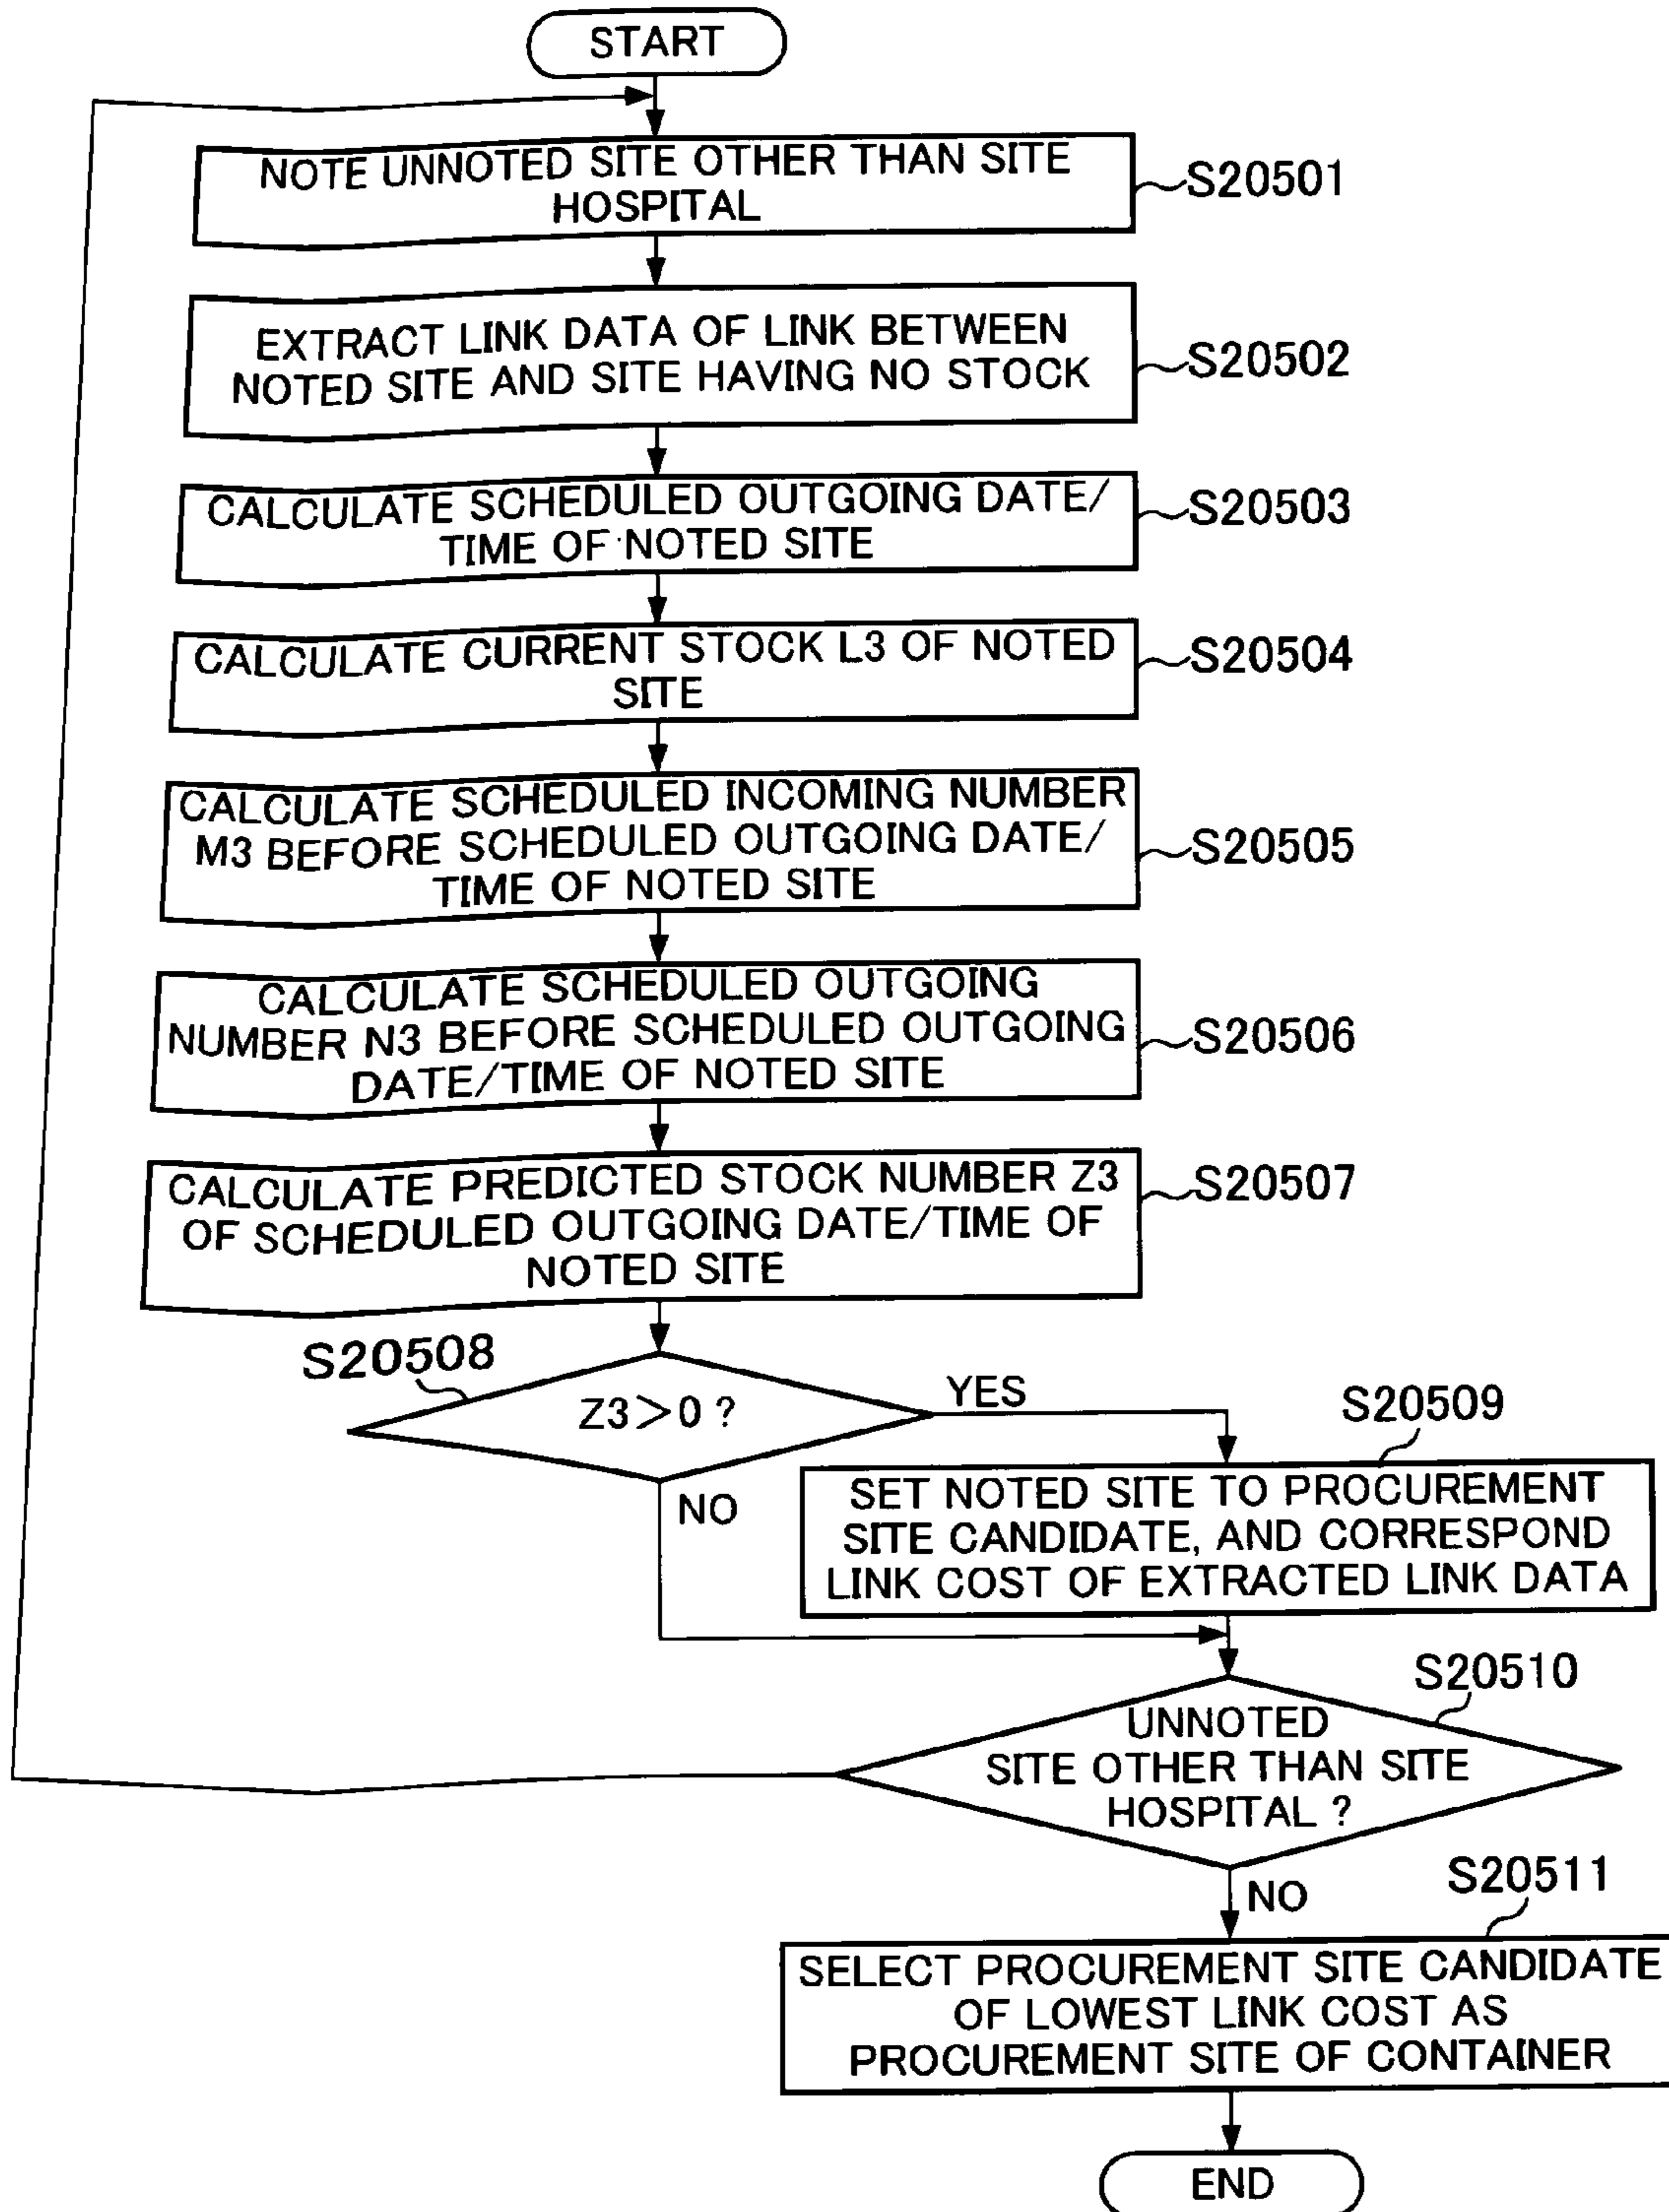 START
NOTE UNNOTED SITE OTHER THAN SITE
HOSPITAL
S20501
EXTRACT LINK DATA OF LINK BETWEEN
NOTED SITE AND SITE HAVING NO STOCK
S20502
CALCULATE SCHEDULED OUTGOING DATE/
TIME OF NOTED SITE
S20503
CALCULATE CURRENT STOCK L3 OF NOTED
SITE
S20504
CALCULATE SCHEDULED INCOMING NUMBER
M3 BEFORE SCHEDULED OUTGOING DATE/
TIME OF NOTED SITE
S20505
CALCULATE SCHEDULED OUTGOING
NUMBER N3 BEFORE SCHEDULED OUTGOING
DATE/TIME OF NOTED SITE
S20506
CALCULATE PREDICTED STOCK NUMBER Z3
OF SCHEDULED OUTGOING DATE/TIME OF
NOTED SITE
S20507
S20508
Z3>0 ?
YES
NO
S20509
SET NOTED SITE TO PROCUREMENT
SITE CANDIDATE, AND CORRESPOND
LINK COST OF EXTRACTED LINK DATA
S20510
UNNOTED
SITE OTHER THAN SITE
HOSPITAL ?
NO
S20511
SELECT PROCUREMENT SITE CANDIDATE
OF LOWEST LINK COST AS
PROCUREMENT SITE OF CONTAINER
END